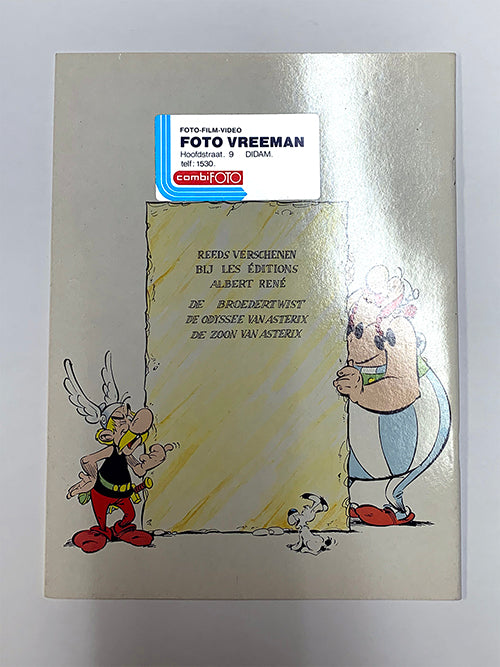 FOTO-FILM-VIDEO
FOTO VREEMAN
Hoofdstraat. 9 DIDAM.
telf: 1530.
combiFOTO
REEDS VERSCHENEN
BIJ LES ÉDITIONS
ALBERT RENÉ
DE BROEDERTWIST
DE ODYSSEE VAN ASTERIX
DE ZOON VAN ASTERIX